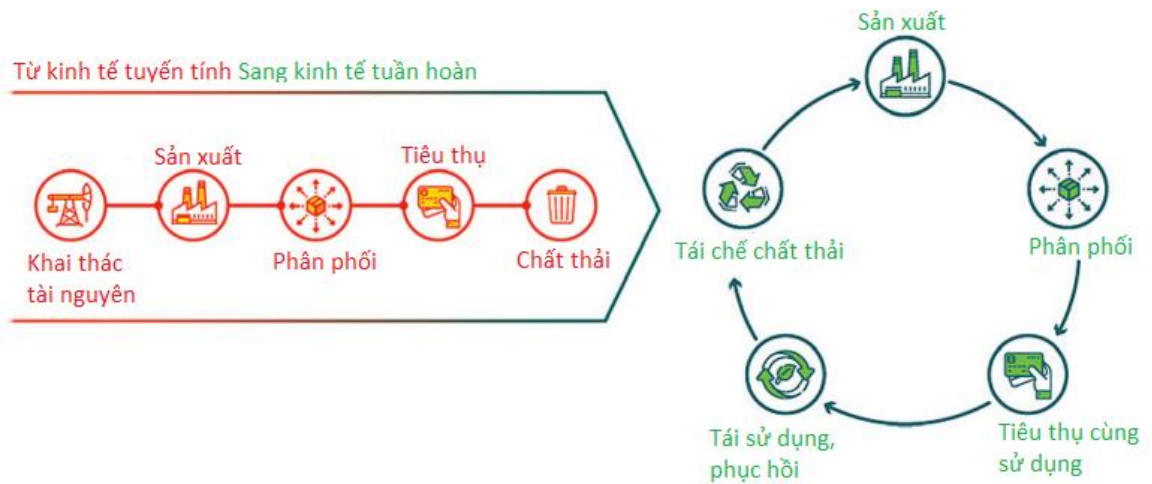 Từ kinh tế tuyến tính Sang kinh tế tuần hoàn
Khai thác
tài nguyên
Sản xuất
Phân phối
Tiêu thụ
Chất thải
Sản xuất
Phân phối
Tiêu thụ cùng
sử dụng
Tái sử dụng,
phục hồi
Tái chế chất thải